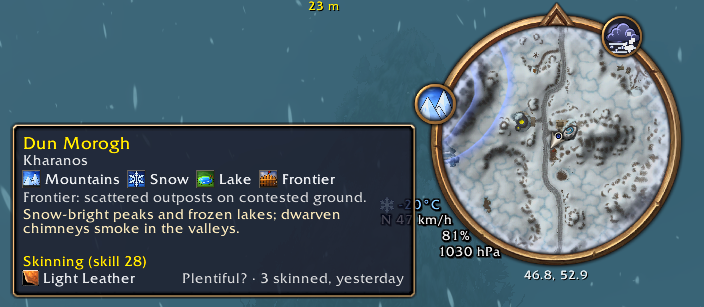 23 m
Dun Morogh
Kharanos
Mountains Snow Lake Frontier
Frontier: scattered outposts on contested ground.
Snow-bright peaks and frozen lakes; dwarven
chimneys smoke in the valleys.
Skinning (skill 28)
Light Leather Plentiful? · 3 skinned, yesterday
-20°C
N 47 km/h
81%
1030 hPa
46.8, 52.9